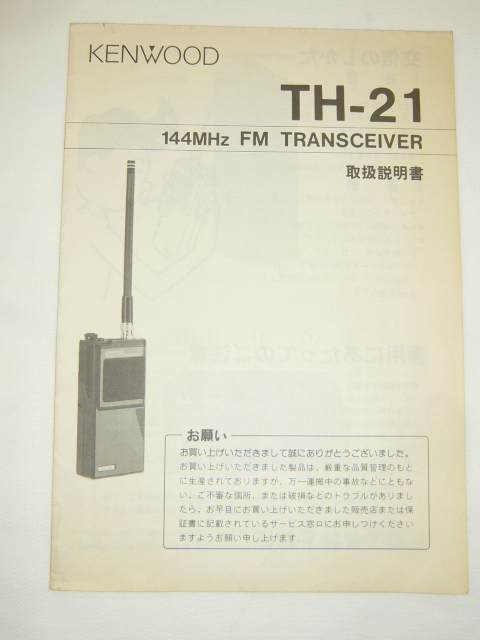 KENWOOD
TH-21
144MHz FM TRANSCEIVER
取扱説明書
お願い
お買い上げいただきまして誠にありがとうございました。
お買い上げいただきました製品は、厳重な品質管理のもと
に生産されておりますが、万一運搬中の事故などにともな
い、ご不審な個所、または破損などのトラブルがありまし
たら、お早目にお買い上げいただきました販売店または保
証書に記載されているサービス窓口にお申しつけください
ますようお願い申し上げます